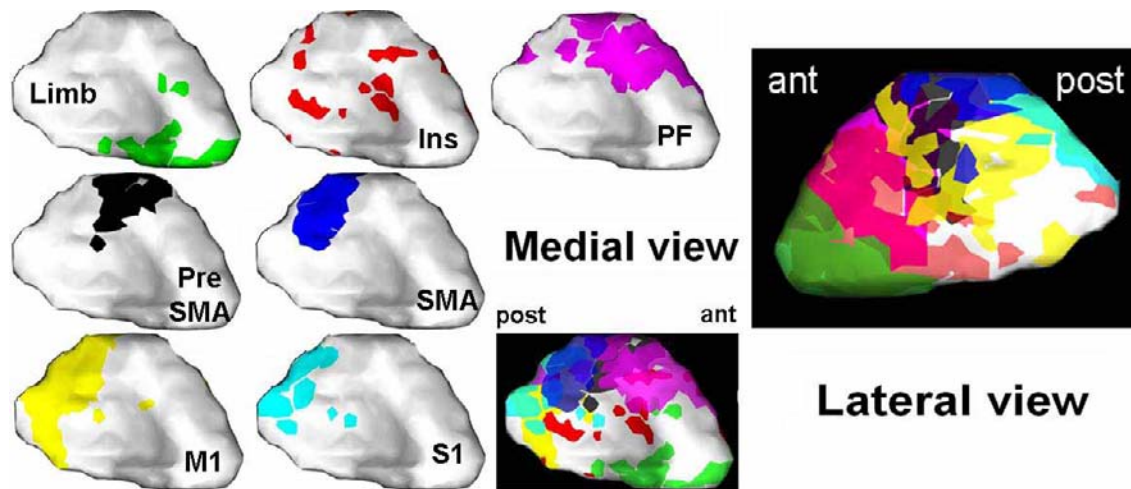 Limb
Ins
PF
ant
post
Pre
SMA
SMA
Medial view
post
ant
M1
S1
Lateral view